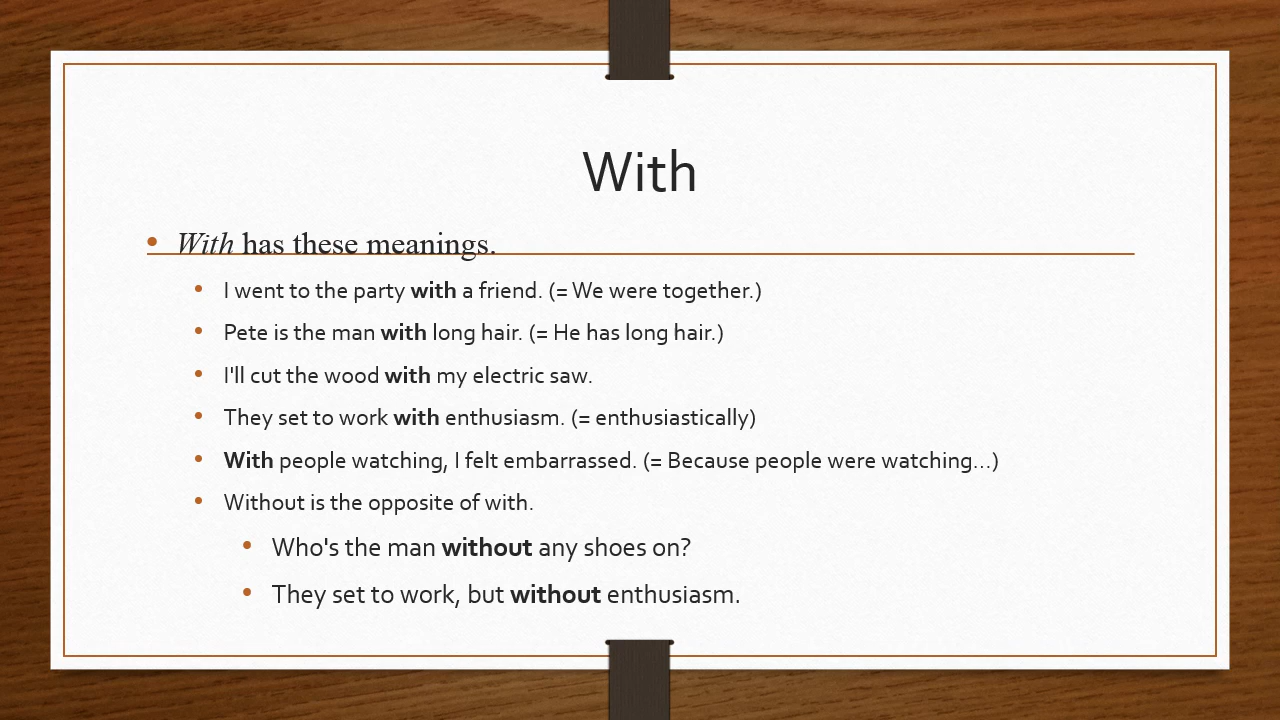 With
• With has these meanings.
• I went to the party with a friend. (= We were together.)
• Pete is the man with long hair. (= He has long hair.)
• I'll cut the wood with my electric saw.
• They set to work with enthusiasm. (= enthusiastically)
• With people watching, I felt embarrassed. (= Because people were watching...)
• Without is the opposite of with.
• Who's the man without any shoes on?
• They set to work, but without enthusiasm.